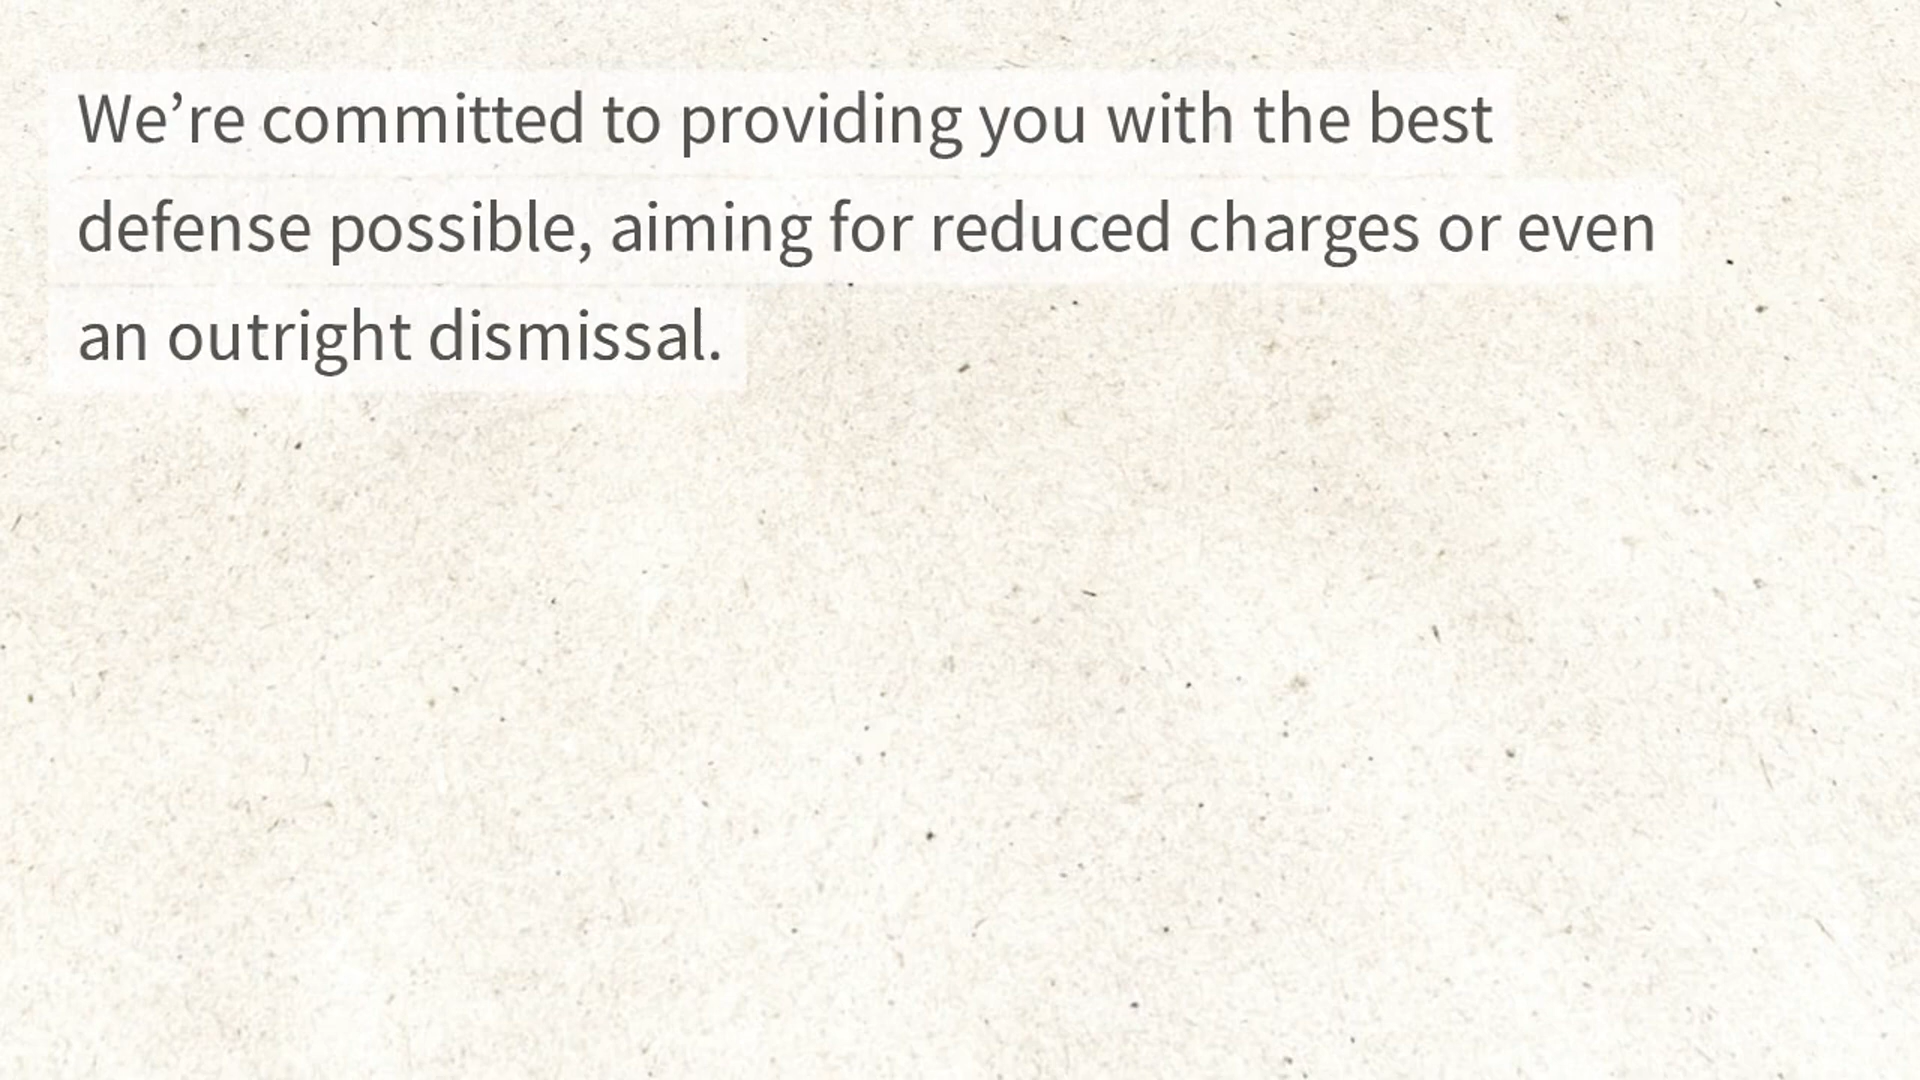 We’re committed to providing you with the best
defense possible, aiming for reduced charges or even
an outright dismissal.